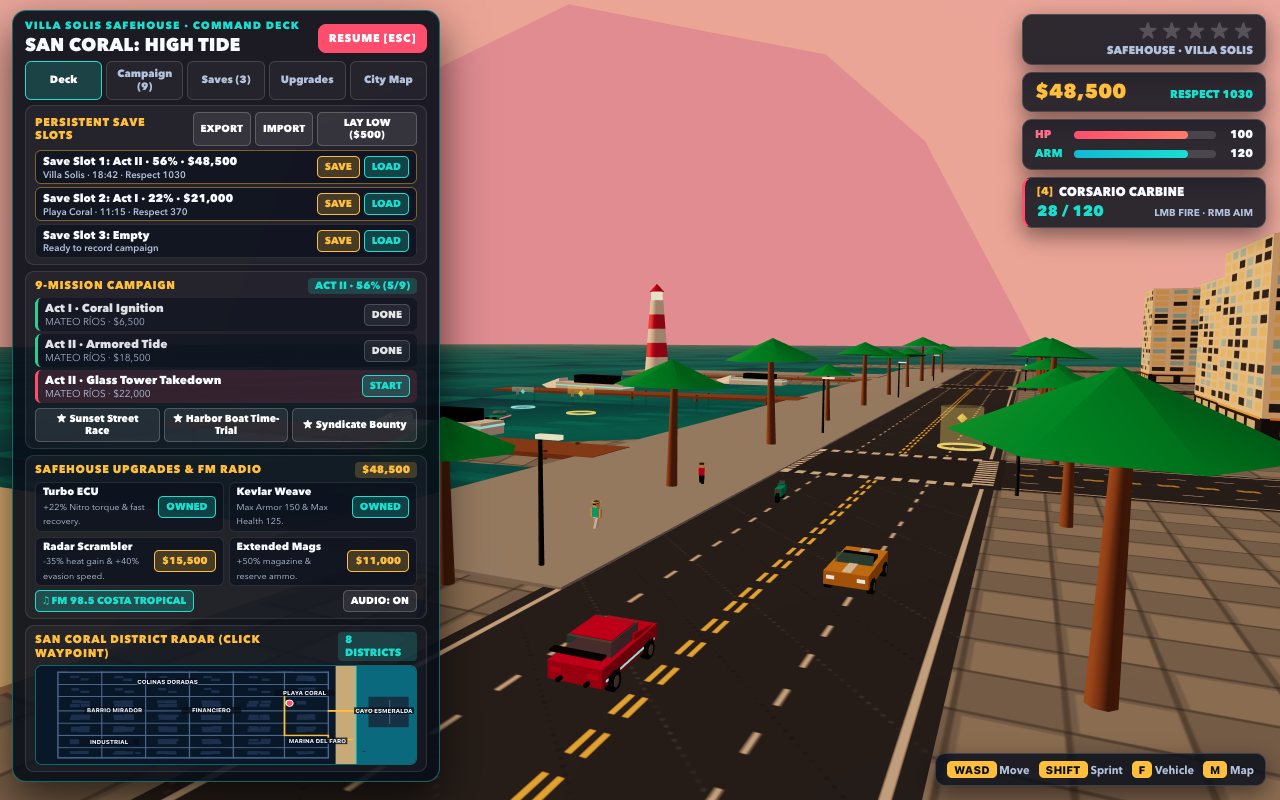 VILLA SOLIS SAFEHOUSE · COMMAND DECK
SAN CORAL: HIGH TIDE
RESUME [ESC]
Deck
Campaign
(9)
Saves (3)
Upgrades
City Map
PERSISTENT SAVE
SLOTS
EXPORT
IMPORT
LAY LOW
($500)
Save Slot 1: Act II · 56% · $48,500
Villa Solis · 18:42 · Respect 1030
SAVE
LOAD
Save Slot 2: Act I · 22% · $21,000
Playa Coral · 11:15 · Respect 370
SAVE
LOAD
Save Slot 3: Empty
Ready to record campaign
SAVE
LOAD
9-MISSION CAMPAIGN
ACT II · 56% (5/9)
Act I · Coral Ignition
MATEO RÍOS · $6,500
DONE
Act II · Armored Tide
MATEO RÍOS · $18,500
DONE
Act II · Glass Tower Takedown
MATEO RÍOS · $22,000
START
★ Sunset Street
Race
★ Harbor Boat Time-
Trial
★ Syndicate Bounty
SAFEHOUSE UPGRADES & FM RADIO
$48,500
Turbo ECU
+22% Nitro torque & fast
recovery.
OWNED
Kevlar Weave
Max Armor 150 & Max
Health 125.
OWNED
Radar Scrambler
-35% heat gain & +40%
evasion speed.
$15,500
Extended Mags
+50% magazine &
reserve ammo.
$11,000
♫ FM 98.5 COSTA TROPICAL
AUDIO: ON
SAN CORAL DISTRICT RADAR (CLICK
WAYPOINT)
8
DISTRICTS
COLINAS DORADAS
PLAYA CORAL
BARRIO MIRADOR
FINANCIERO
CAYO ESMERALDA
INDUSTRIAL
MARINA DEL FARO
★★★★★
SAFEHOUSE · VILLA SOLIS
$48,500
RESPECT 1030
HP
100
ARM
120
[4] CORSARIO CARBINE
28 / 120
LMB FIRE · RMB AIM
WASD Move SHIFT Sprint F Vehicle M Map